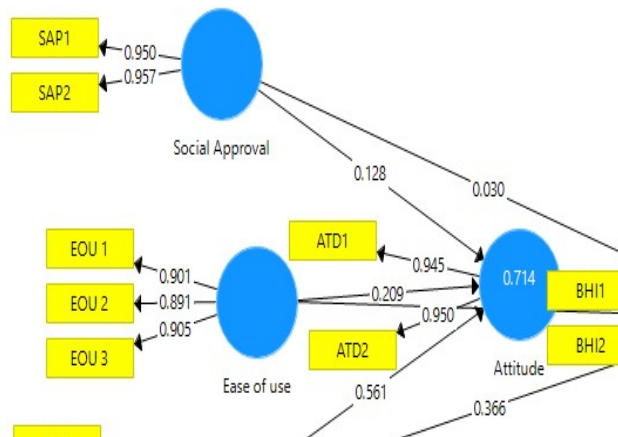 SAP1
0.950
0.957
SAP2
Social Approval
0.128
0.030
EOU 1
ATD1
0.901
0.945
0.714
EOU 2
0.891
0.209
BHI1
0.905
0.950
EOU 3
ATD2
BHI2
Ease of use
0.561
Attitude
0.366